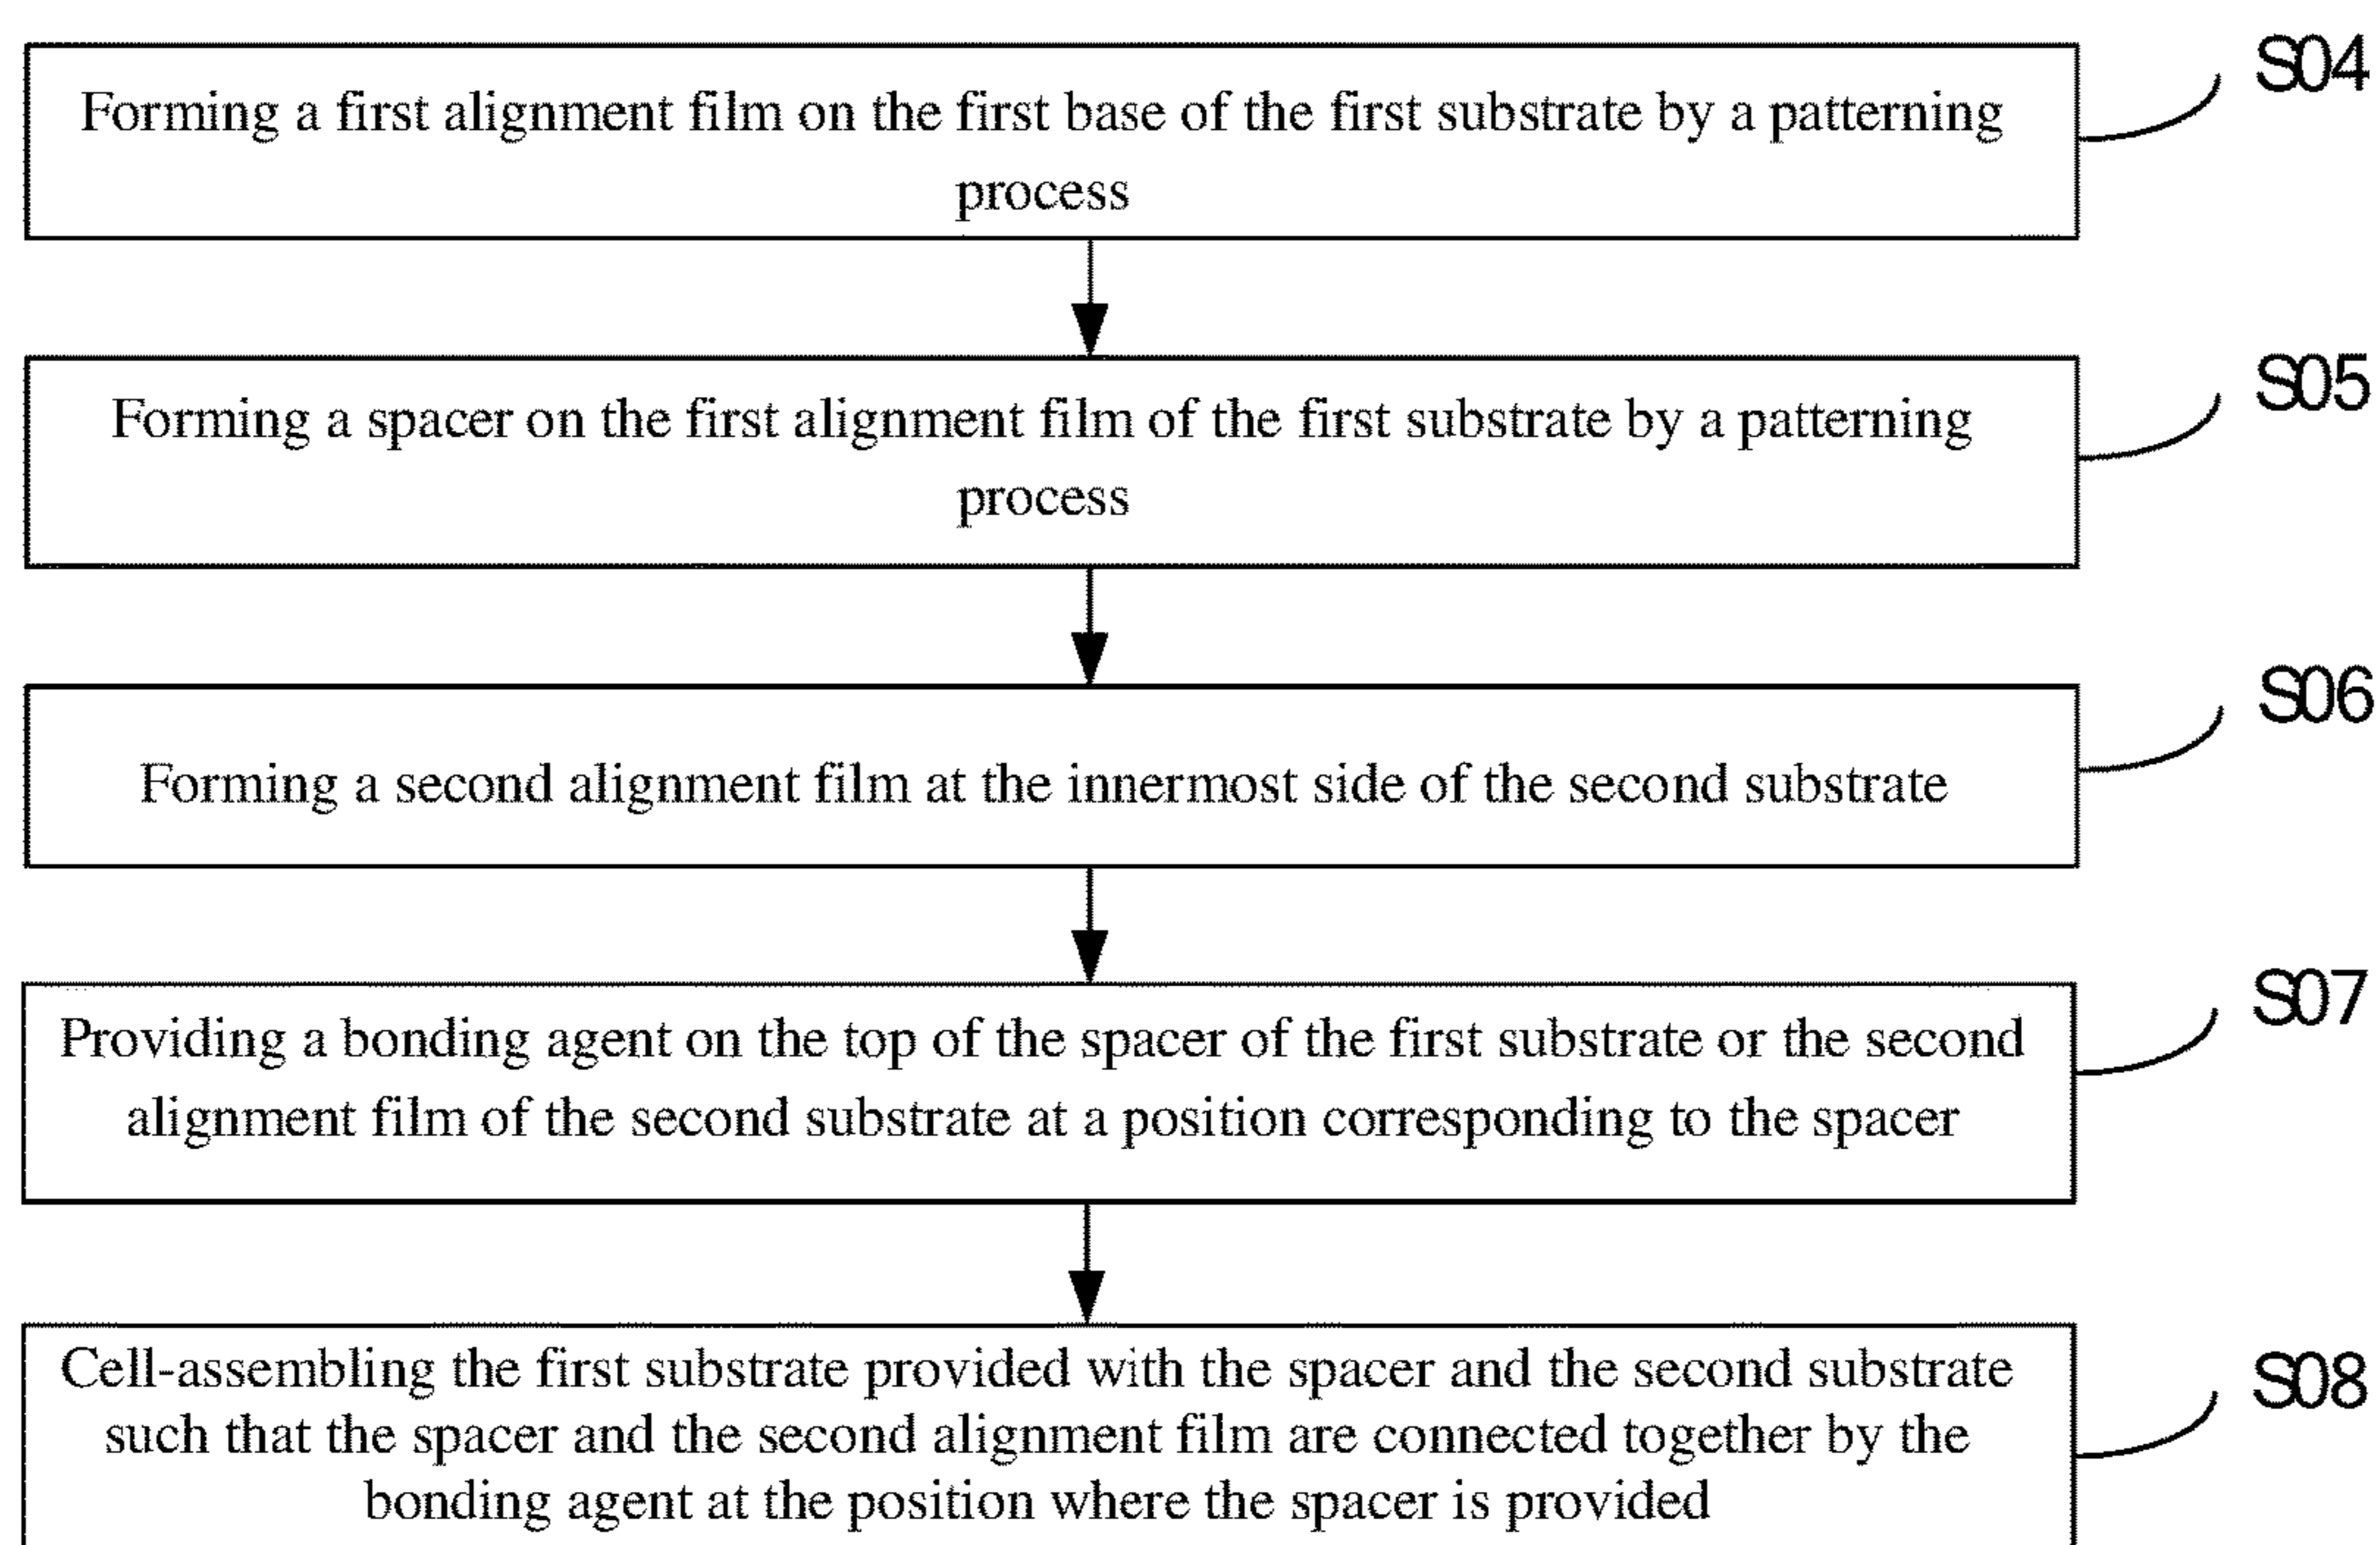 S04
Forming a first alignment film on the first base of the first substrate by a patterning
process
S05
Forming a spacer on the first alignment film of the first substrate by a patterning
process
S06
Forming a second alignment film at the innermost side of the second substrate
S07
Providing a bonding agent on the top of the spacer of the first substrate or the second
alignment film of the second substrate at a position corresponding to the spacer
S08
Cell-assembling the first substrate provided with the spacer and the second substrate
such that the spacer and the second alignment film are connected together by the
bonding agent at the position where the spacer is provided